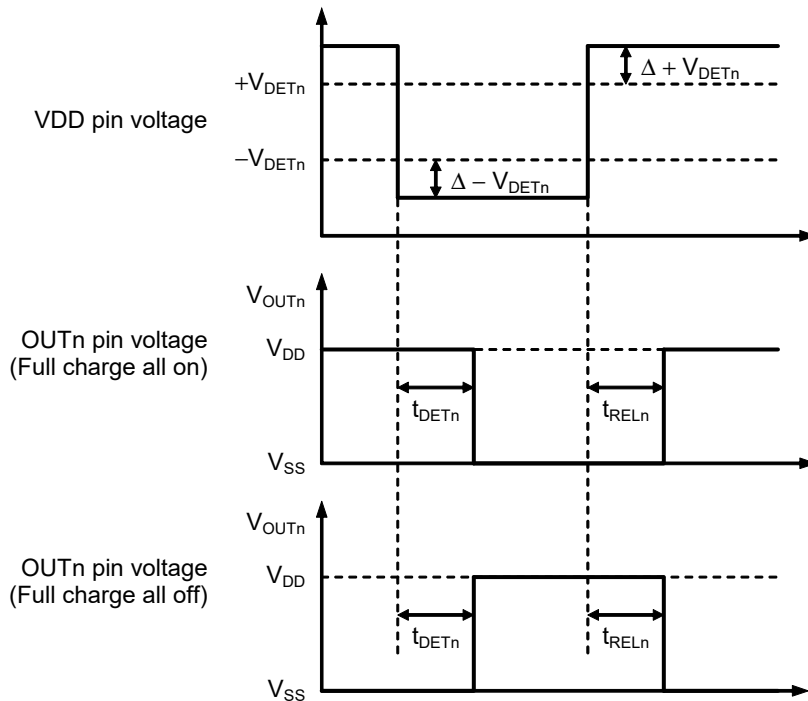 +VDETn
Δ + VDETn
VDD pin voltage
−VDETn
Δ − VDETn
VOUTn
OUTn pin voltage
(Full charge all on)
VDD
tDETn
tRELn
VSS
VOUTn
OUTn pin voltage
(Full charge all off)
VDD
tDETn
tRELn
VSS